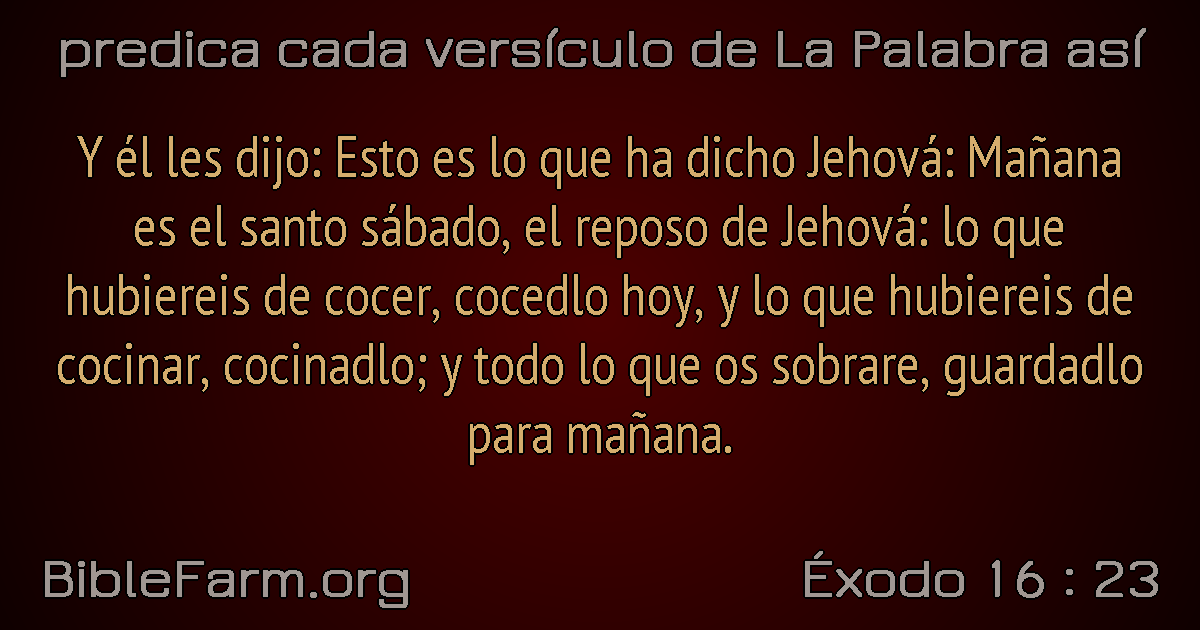 predica cada versículo de La Palabra así
Y él les dijo: Esto es lo que ha dicho Jehová: Mañana
es el santo sábado, el reposo de Jehová: lo que
hubiereis de cocer, cocedlo hoy, y lo que hubiereis de
cocinar, cocinadlo; y todo lo que os sobrare, guardadlo
para mañana.
BibleFarm.org
Éxodo 16 : 23